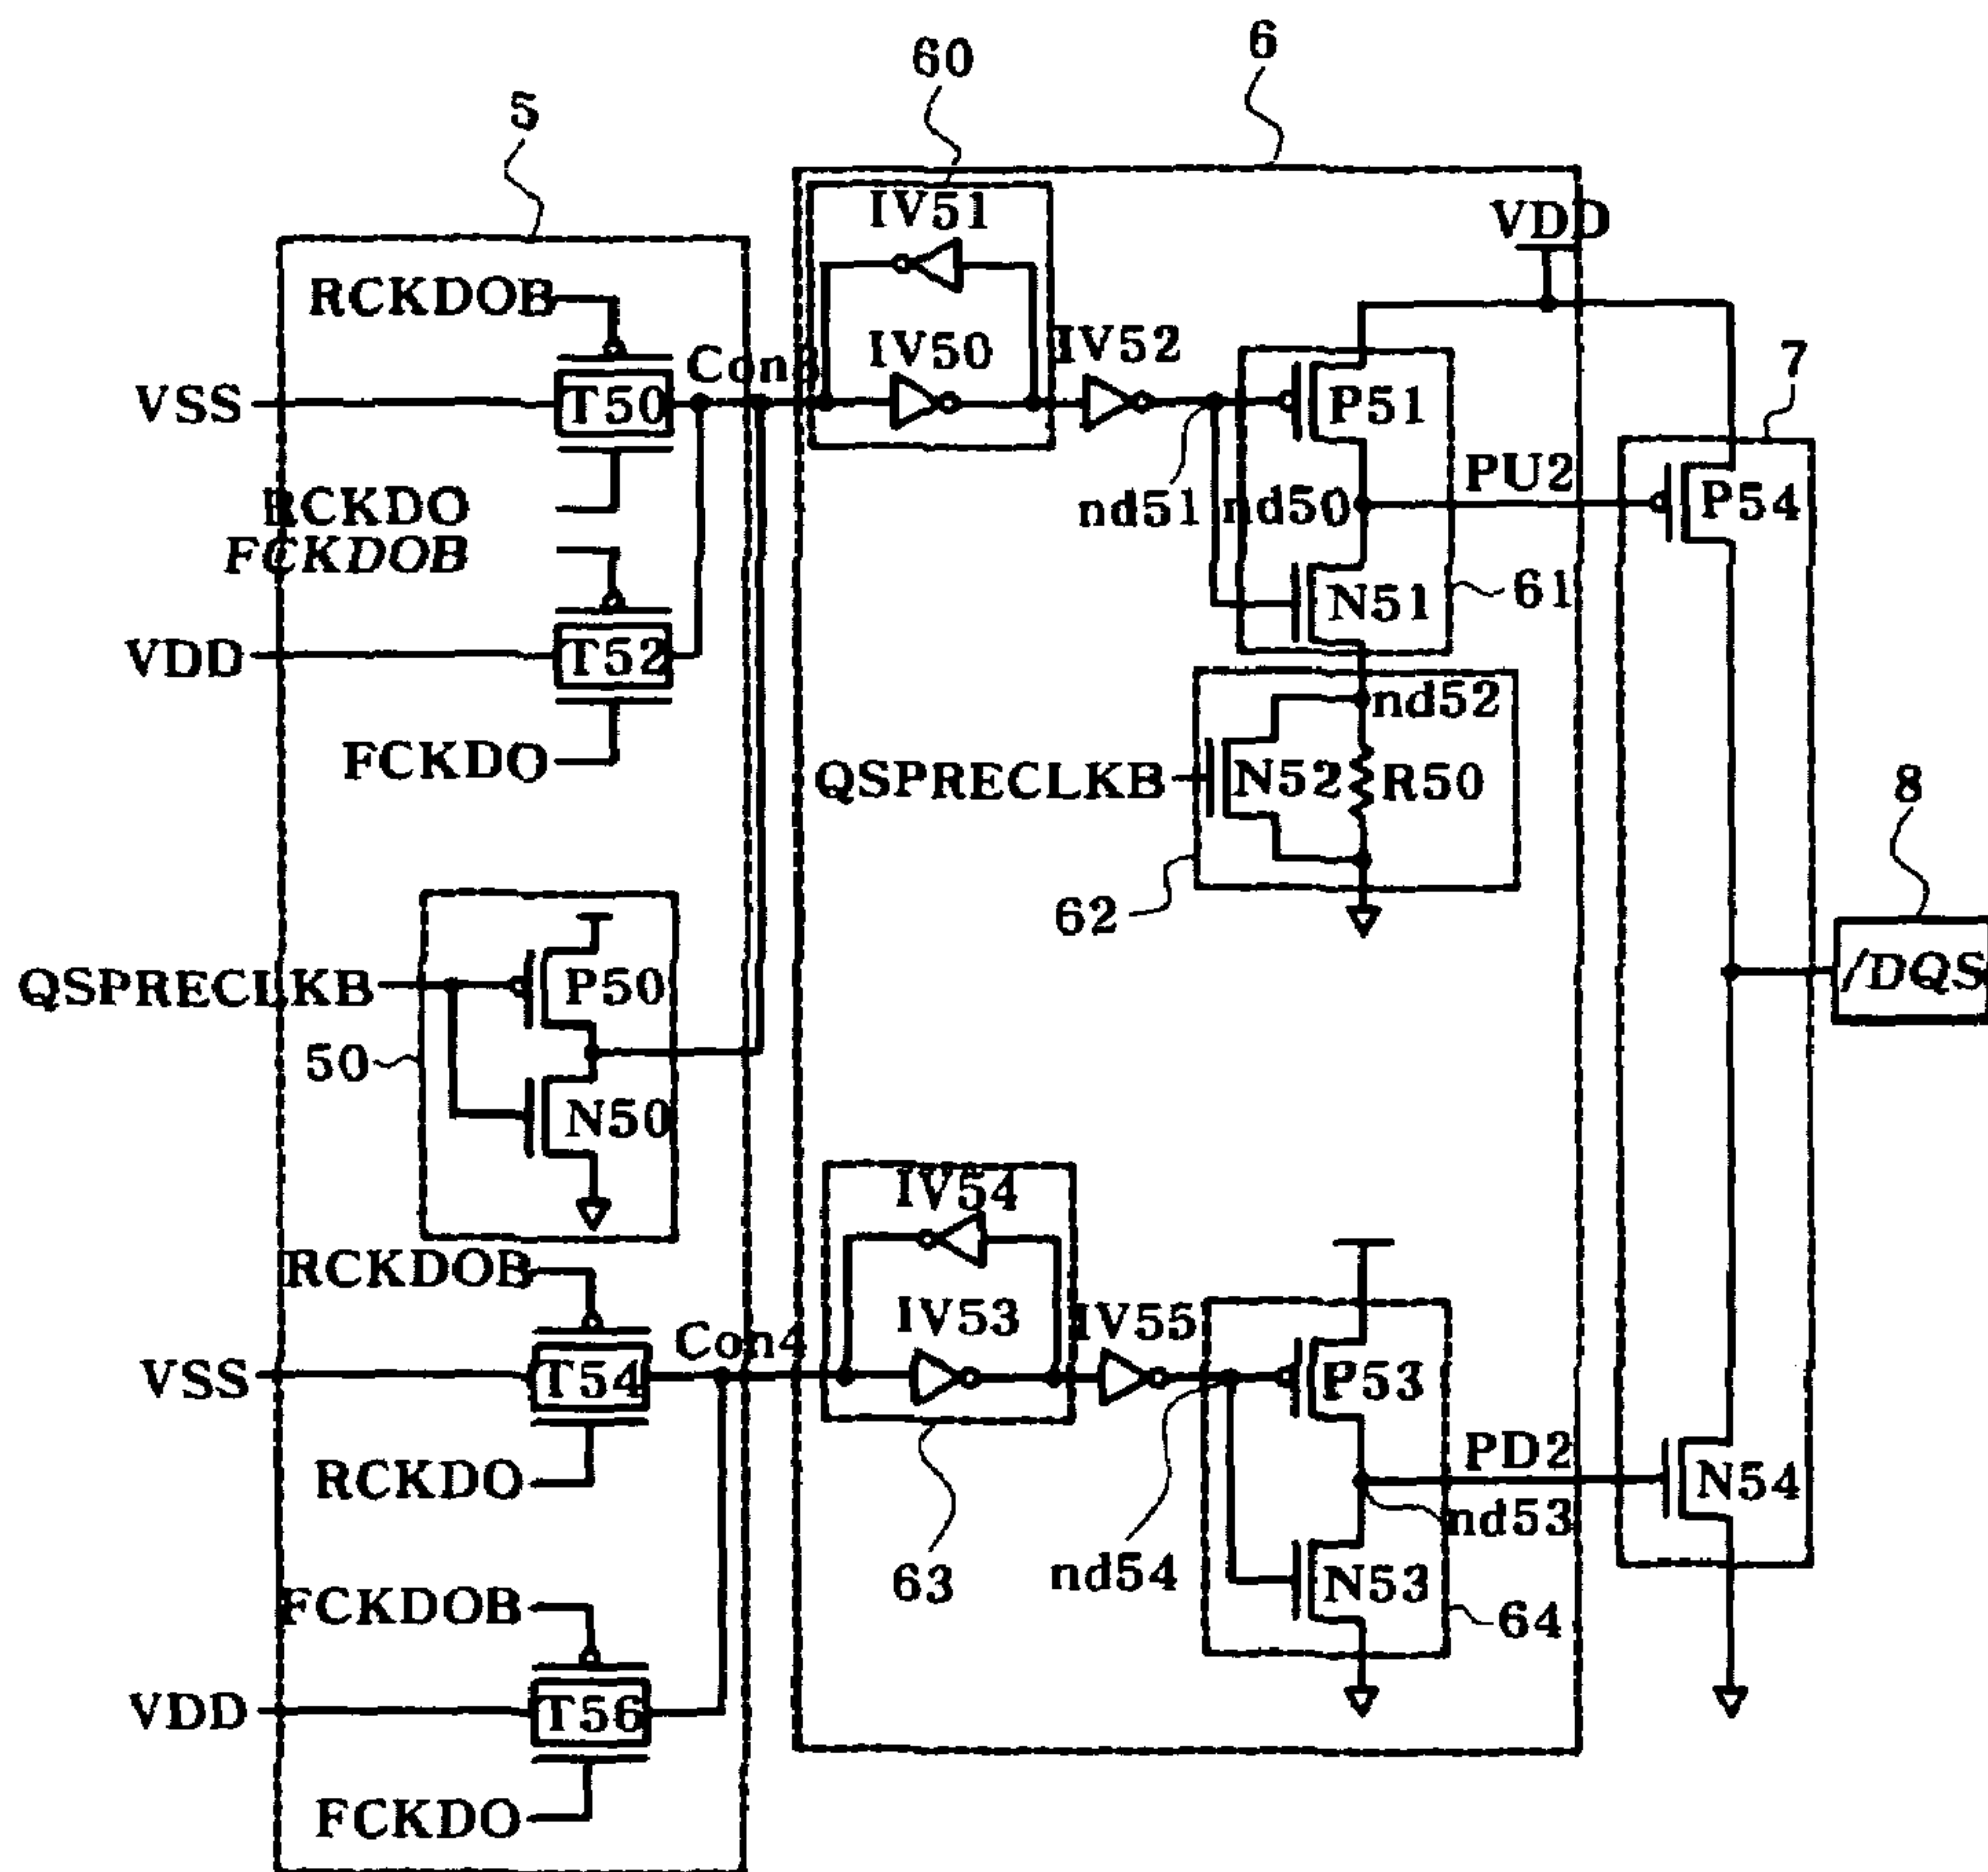 6
60
5
IV51
VDD
RCKDOB
IV50
IV52
7
Con3
VSS
T50
P51
PU2
P54
RCKDO
nd51
nd50
FCKDOB
N51
61
VDD
T52
nd52
FCKDO
QSPRECLKB
N52
R50
8
62
QSPRECLKB
P50
/DQS
50
N50
IV54
RCKDOB
IV53
IV55
Con4
VSS
T54
P53
PD2
RCKDO
N54
nd53
63
nd54
N53
FCKDOB
64
VDD
T56
FCKDO